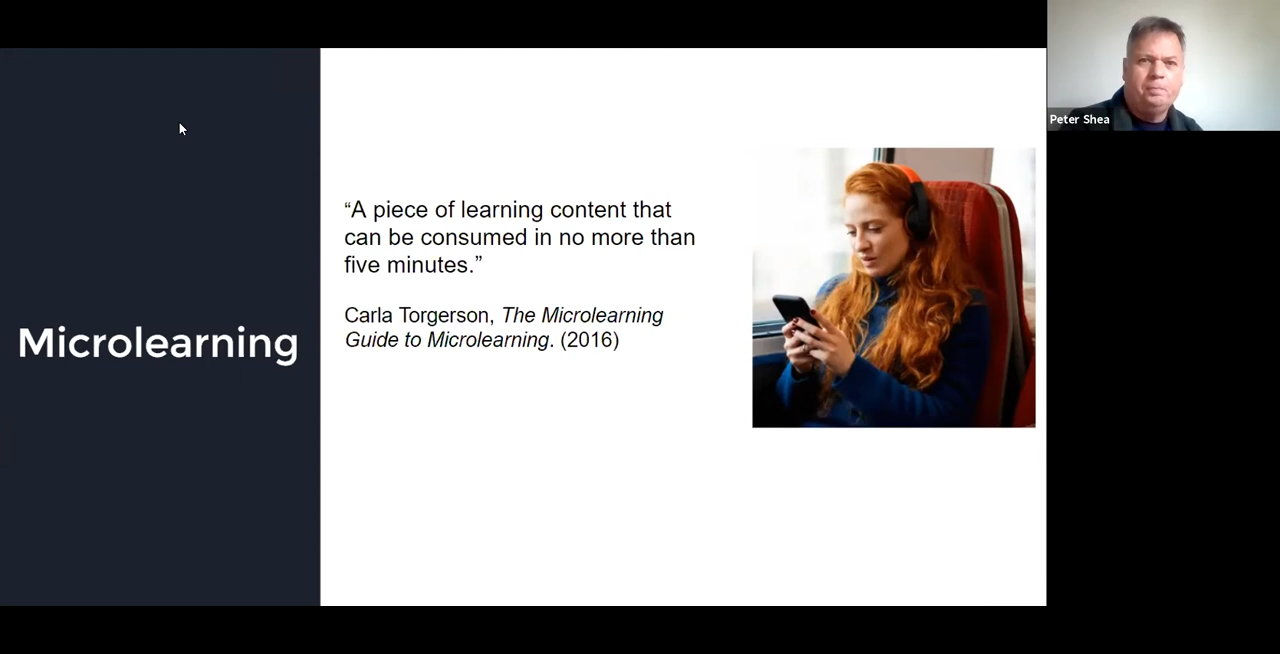 Microlearning
“A piece of learning content that
can be consumed in no more than
five minutes.”
Carla Torgerson, The Microlearning
Guide to Microlearning. (2016)
Peter Shea